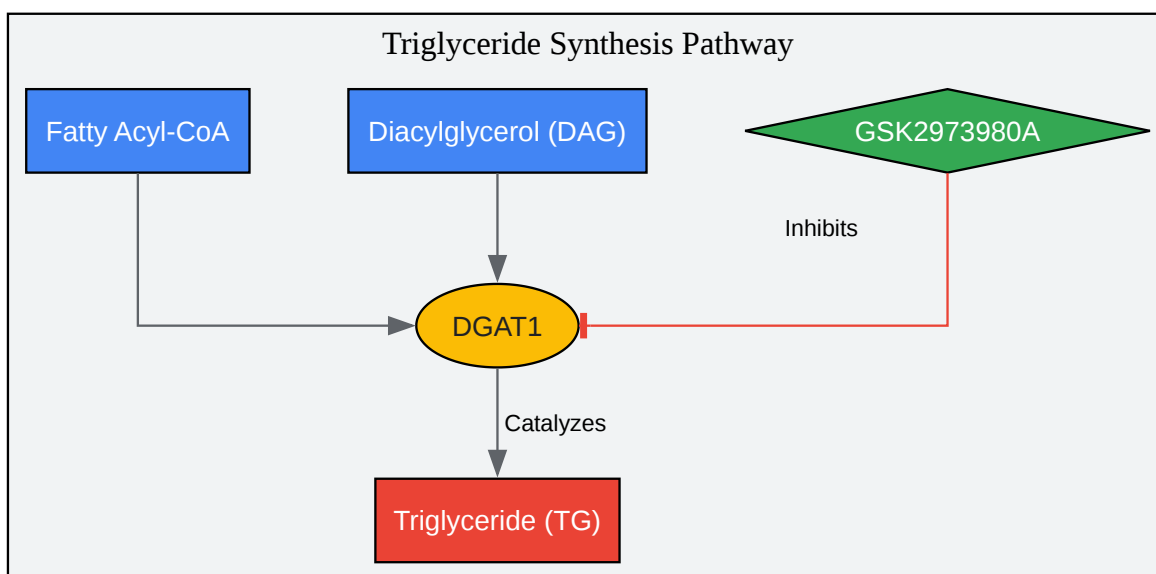 Triglyceride Synthesis Pathway
Fatty Acyl-CoA
Diacylglycerol (DAG)
GSK2973980A
Inhibits
DGAT1
Catalyzes
Triglyceride (TG)